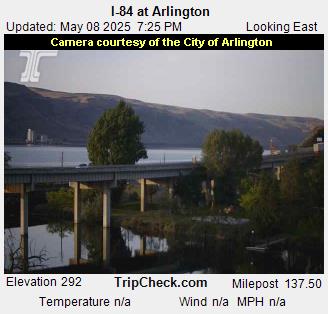 I-84 at Arlington
Updated: May 08 2025 7:25 PM Looking East
Camera courtesy of the City of Arlington
Elevation 292 TripCheck.com Milepost 137.50
Temperature n/a Wind n/a MPH n/a